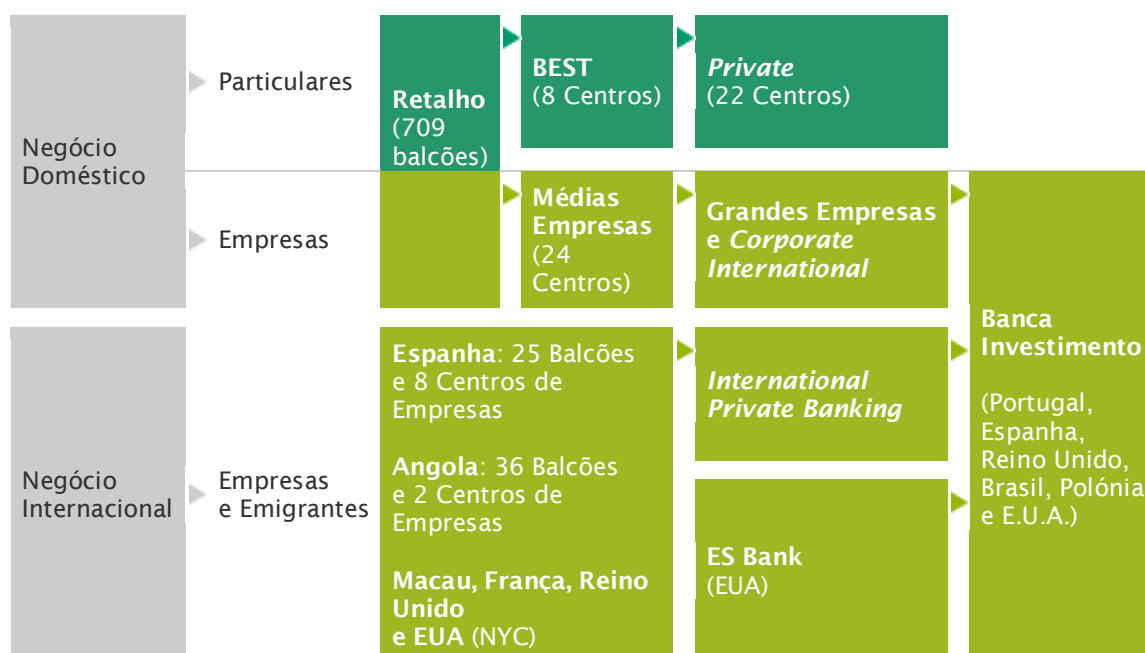 Negócio
Doméstico
Particulares
Retalho
(709
balcões)
BEST
(8 Centros)
Private
(22 Centros)
Empresas
Médias
Empresas
(24
Centros)
Grandes Empresas
e Corporate
International
Banca
Investimento
(Portugal,
Espanha,
Reino Unido,
Brasil, Polónia
e E.U.A.)
Negócio
Internacional
Empresas
e Emigrantes
Espanha: 25 Balcões
e 8 Centros de
Empresas
Angola: 36 Balcões
e 2 Centros de
Empresas
Macau, França, Reino
Unido
e EUA (NYC)
International
Private Banking
ES Bank
(EUA)